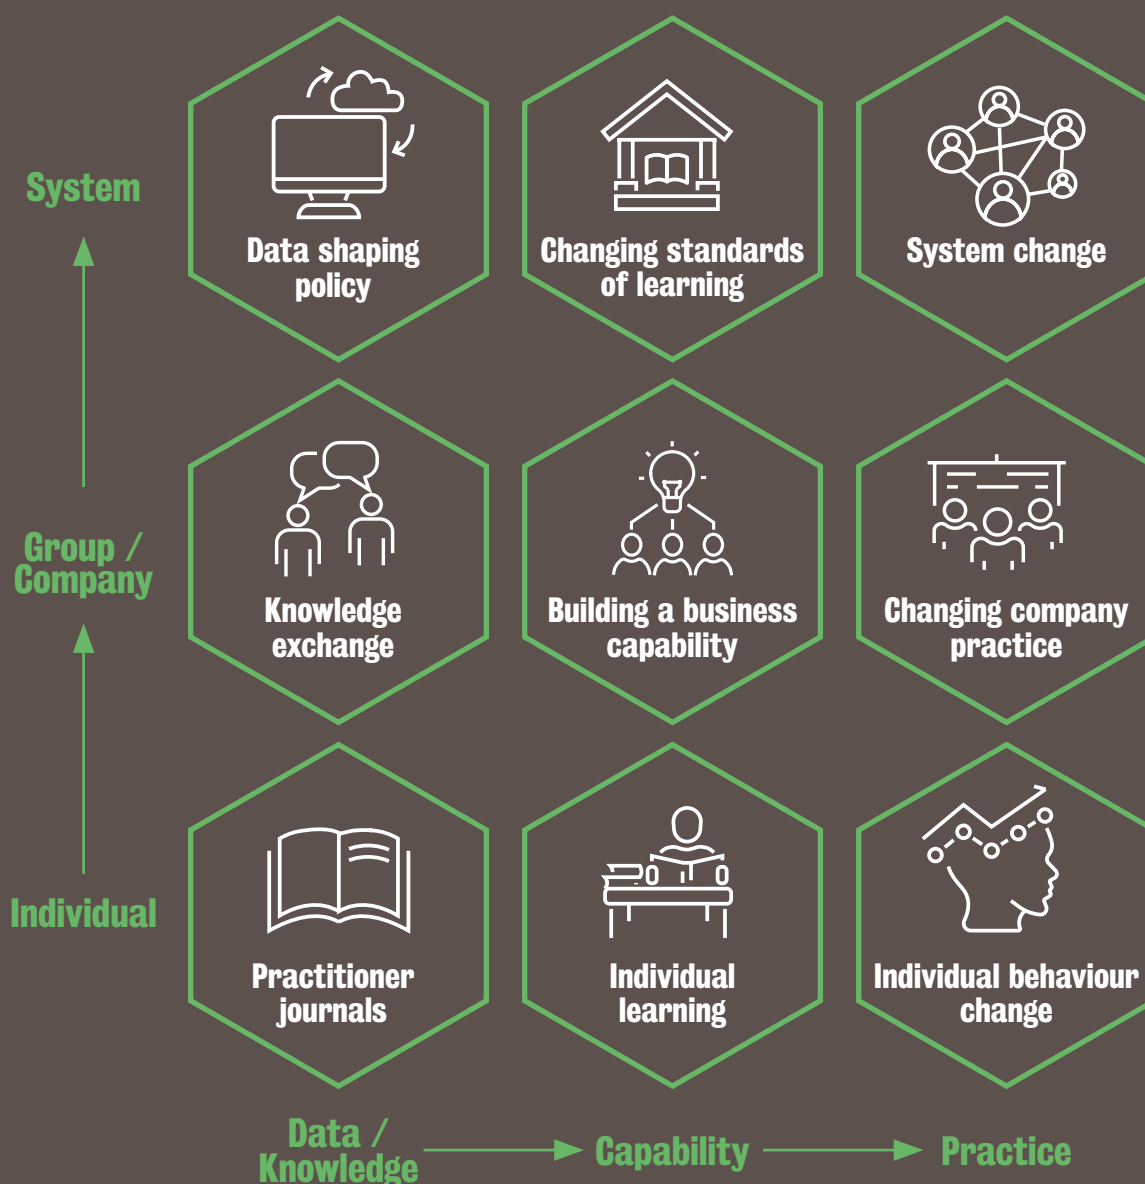 System
Data shaping
policy
Changing standards
of learning
System change
Group /
Company
Knowledge
exchange
Building a business
capability
Changing company
practice
Individual
Practitioner
journals
Individual
learning
Individual behaviour
change
Data /
Knowledge
Capability
Practice